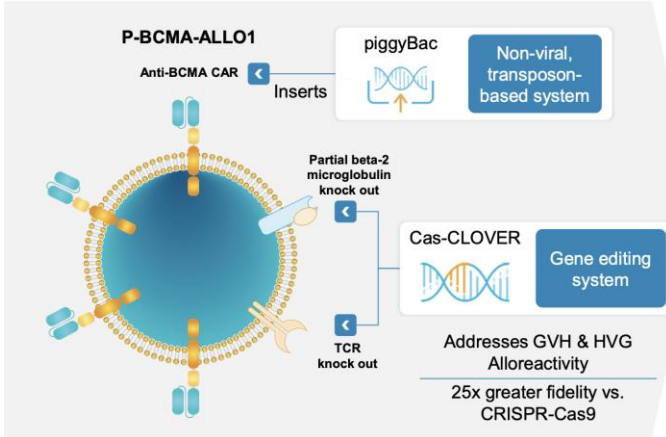 P-BCMA-ALLO1
Anti-BCMA CAR
Inserts
piggyBac
Non-viral,
transposon-
based system
Partial beta-2
microglobulin
knock out
Cas-CLOVER
Gene editing
system
TCR
knock out
Addresses GVH & HVG
Alloreactivity
25x greater fidelity vs.
CRISPR-Cas9